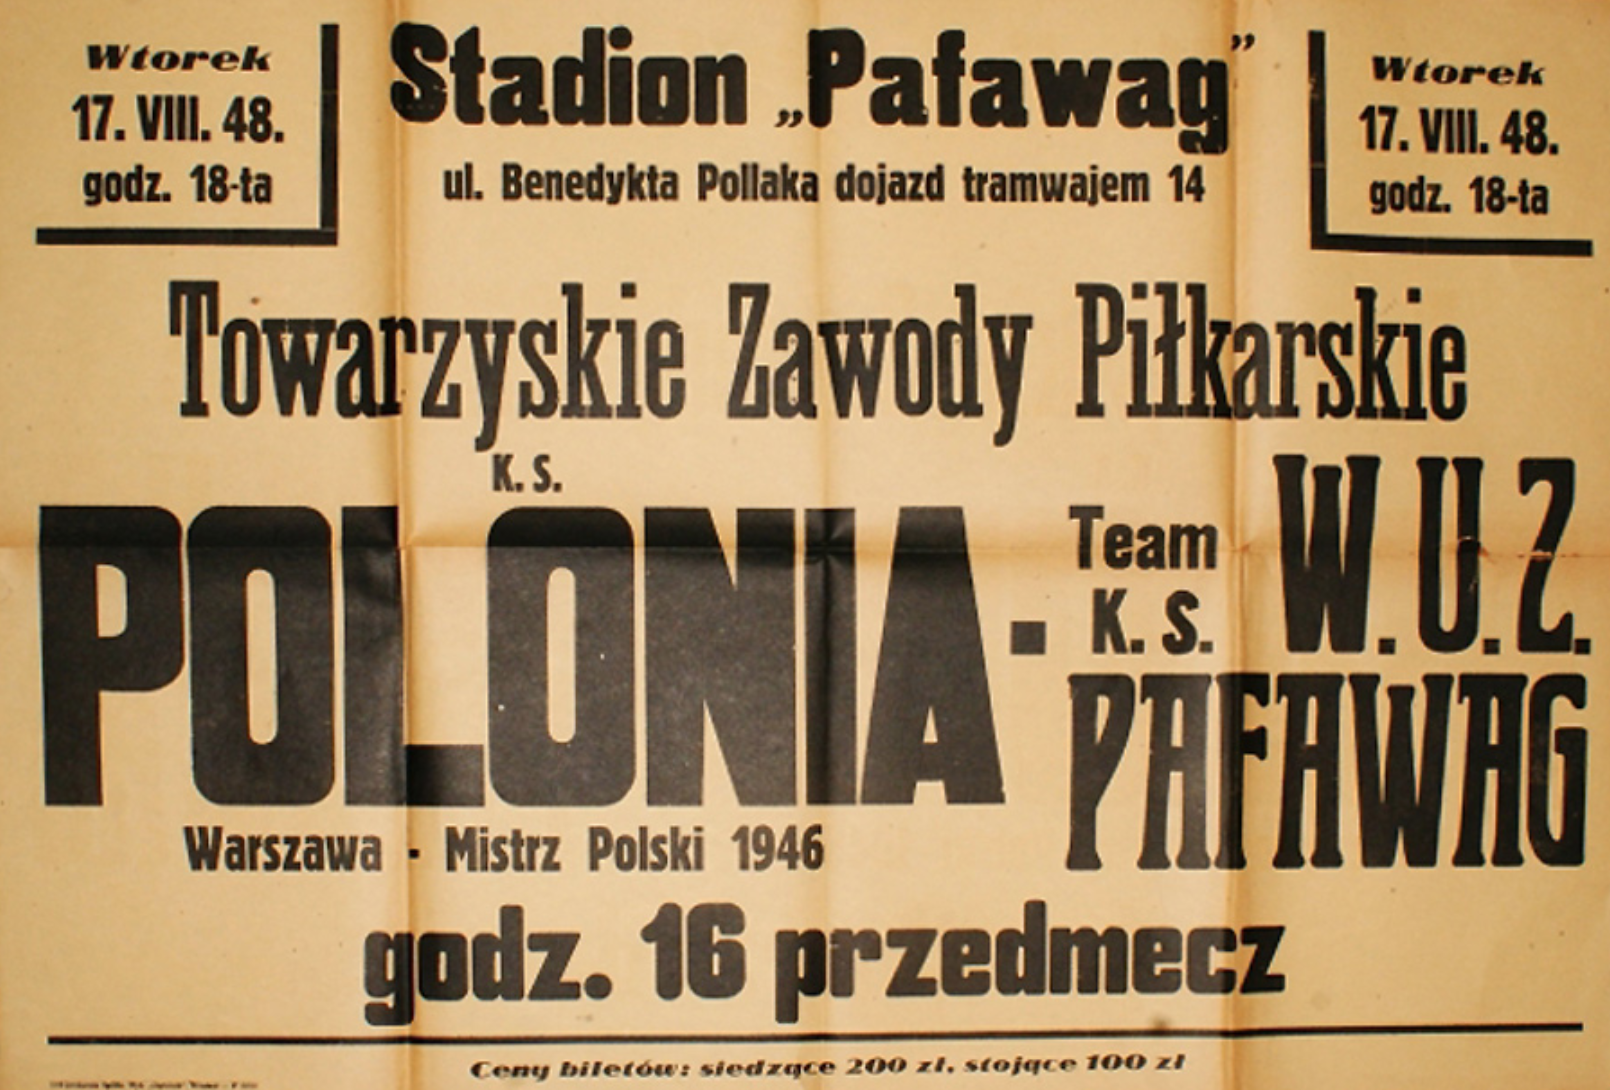 Wtorek
17. VIII. 48.
godz. 18-ta
Stadion „Pafawag”
ul. Benedykta Pollaka dojazd tramwajem 14
Wtorek
17. VIII. 48.
godz. 18-ta
Towarzyskie Zawody Piłkarskie
K. S.
POLONIA -
Warszawa - Mistrz Polski 1946
Team
K. S.
W.U.Z.
PAFAWAG
godz. 16 przedmecz
Ceny biletów: siedzące 200 zł, stojące 100 zł